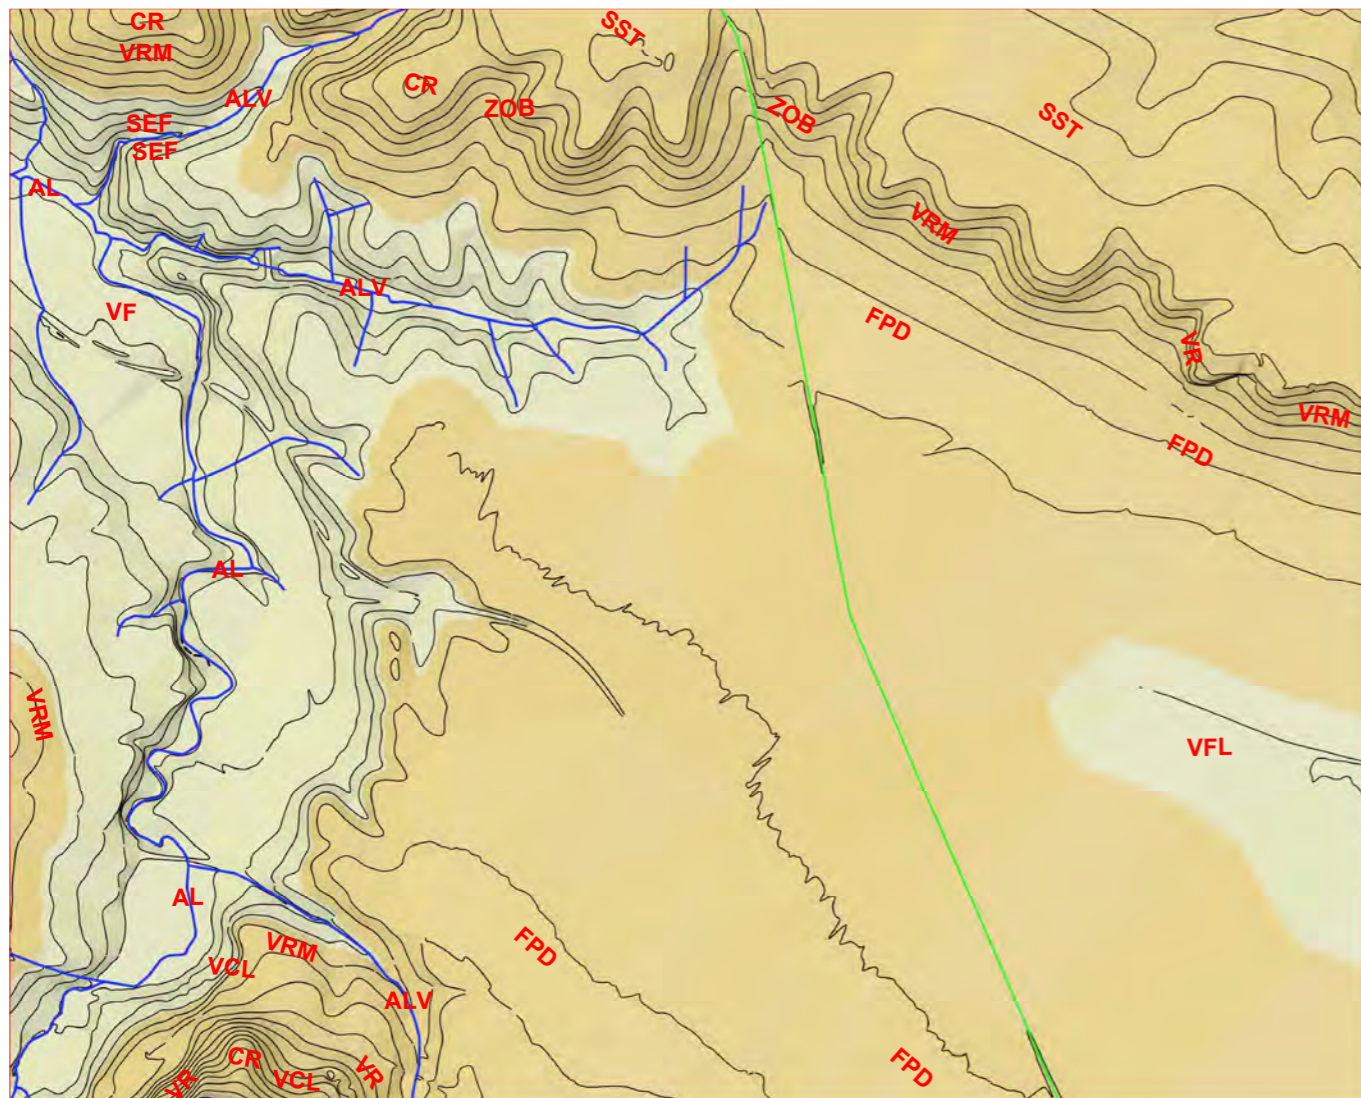 CR
SST
VRM
CR
ALV
ZOB
ZOB
SST
SEF
SEF
AL
VRM
ALV
VF
FPD
VR
VRM
FPD
AL
VRM
VFL
AL
VRM
FPD
VCL
ALV
CR
VR
FPD
VR
VCL